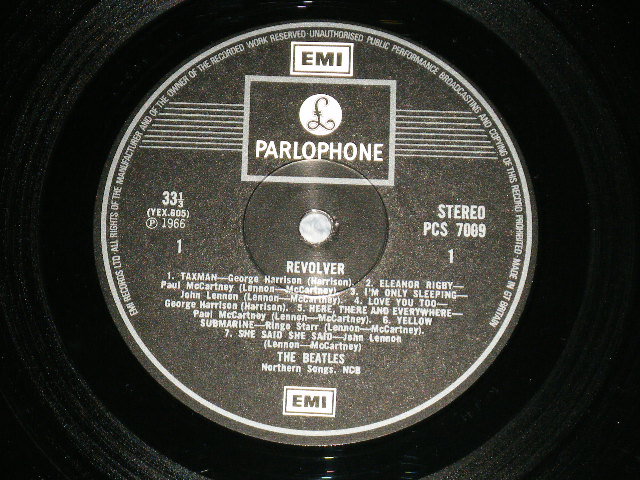 EMI RECORDS LTD·ALL RIGHTS OF THE MANUFACTURER AND OF THE OWNER OF THE RECORDED WORK RESERVED·UNAUTHORISED PUBLIC PERFORMANCE BROADCASTING AND COPYING OF THIS RECORD PROHIBITED·MADE IN GT BRITAIN
EMI
£
PARLOPHONE
33⅓
(YEX.605)
Ⓟ 1966
1
STEREO
PCS 7009
1
REVOLVER
1. TAXMAN—George Harrison (Harrison). 2. ELEANOR RIGBY—
Paul McCartney (Lennon—McCartney). 3. I'M ONLY SLEEPING—
John Lennon (Lennon—McCartney). 4. LOVE YOU TOO—
George Harrison (Harrison). 5. HERE, THERE AND EVERYWHERE—
Paul McCartney (Lennon—McCartney). 6. YELLOW
SUBMARINE—Ringo Starr (Lennon—McCartney)
7. SHE SAID SHE SAID—John Lennon
(Lennon—McCartney)
THE BEATLES
Northern Songs. NCB
EMI